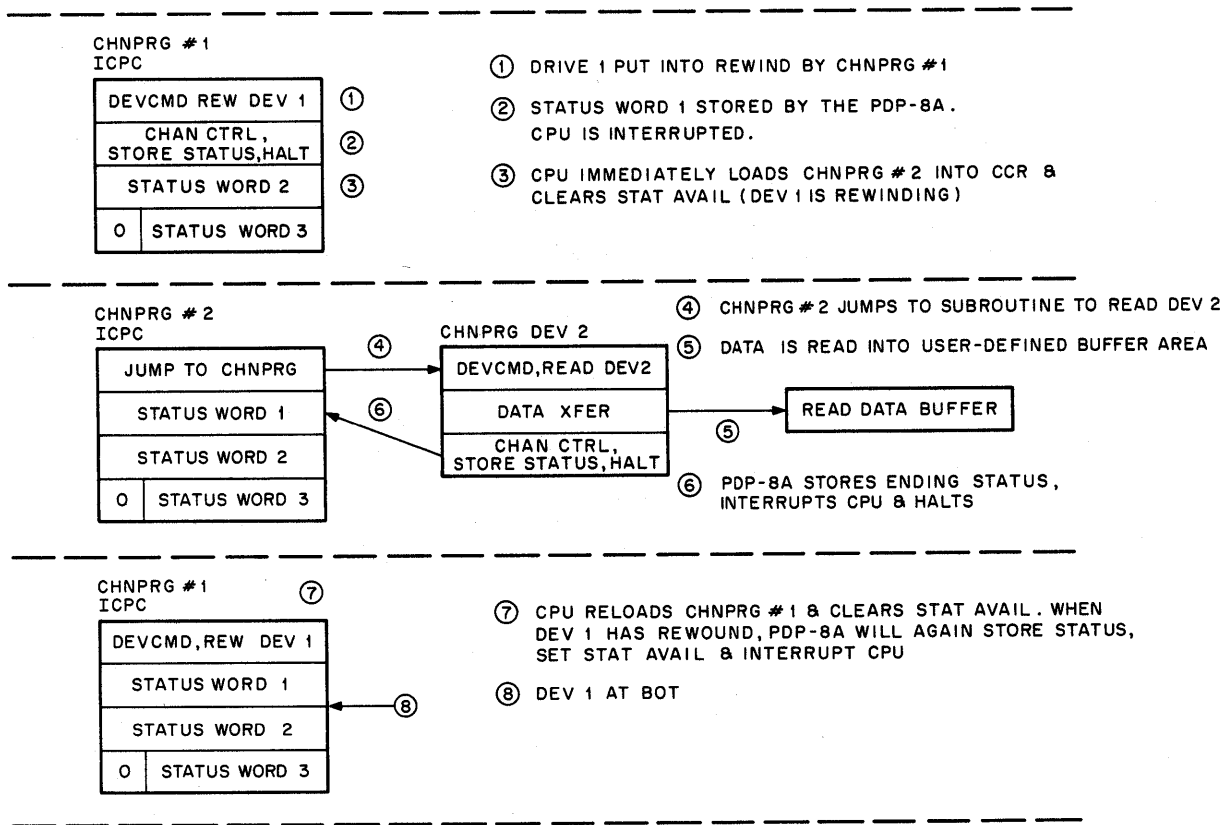 CHNPRG #1
ICPC
DEVCMD REW DEV 1
①
CHAN CTRL,
STORE STATUS,HALT
②
STATUS WORD 2
③
0
STATUS WORD 3
① DRIVE 1 PUT INTO REWIND BY CHNPRG #1
② STATUS WORD 1 STORED BY THE PDP-8A.
CPU IS INTERRUPTED.
③ CPU IMMEDIATELY LOADS CHNPRG #2 INTO CCR &
CLEARS STAT AVAIL (DEV 1 IS REWINDING)
CHNPRG #2
ICPC
JUMP TO CHNPRG
STATUS WORD 1
STATUS WORD 2
0
STATUS WORD 3
④
⑥
CHNPRG DEV 2
DEVCMD,READ DEV2
DATA XFER
CHAN CTRL,
STORE STATUS,HALT
⑤
READ DATA BUFFER
④ CHNPRG #2 JUMPS TO SUBROUTINE TO READ DEV 2
⑤ DATA IS READ INTO USER-DEFINED BUFFER AREA
⑥ PDP-8A STORES ENDING STATUS,
INTERRUPTS CPU & HALTS
CHNPRG #1
ICPC
⑦
DEVCMD,REW DEV 1
STATUS WORD 1
STATUS WORD 2
0
STATUS WORD 3
⑧
⑦ CPU RELOADS CHNPRG #1 & CLEARS STAT AVAIL. WHEN
DEV 1 HAS REWOUND,PDP-8A WILL AGAIN STORE STATUS,
SET STAT AVAIL & INTERRUPT CPU
⑧ DEV 1 AT BOT